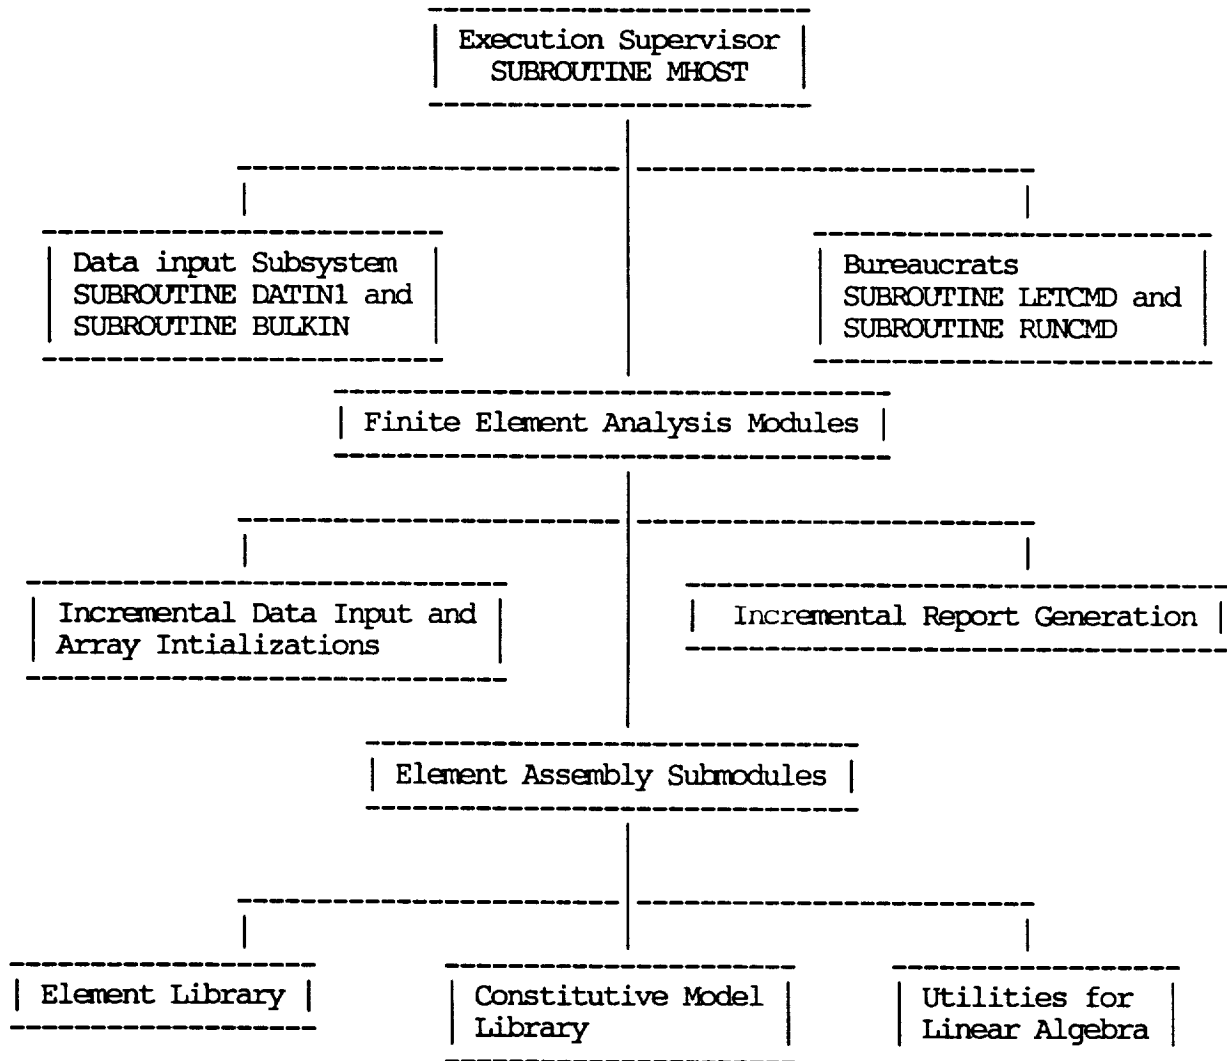 Execution Supervisor
SUBROUTINE MHOST
Data input Subsystem
SUBROUTINE DATIN1 and
SUBROUTINE BULKIN
Bureaucrats
SUBROUTINE LETCMD and
SUBROUTINE RUNCMD
Finite Element Analysis Modules
Incremental Data Input and
Array Intializations
Incremental Report Generation
Element Assembly Submodules
Element Library
Constitutive Model
Library
Utilities for
Linear Algebra